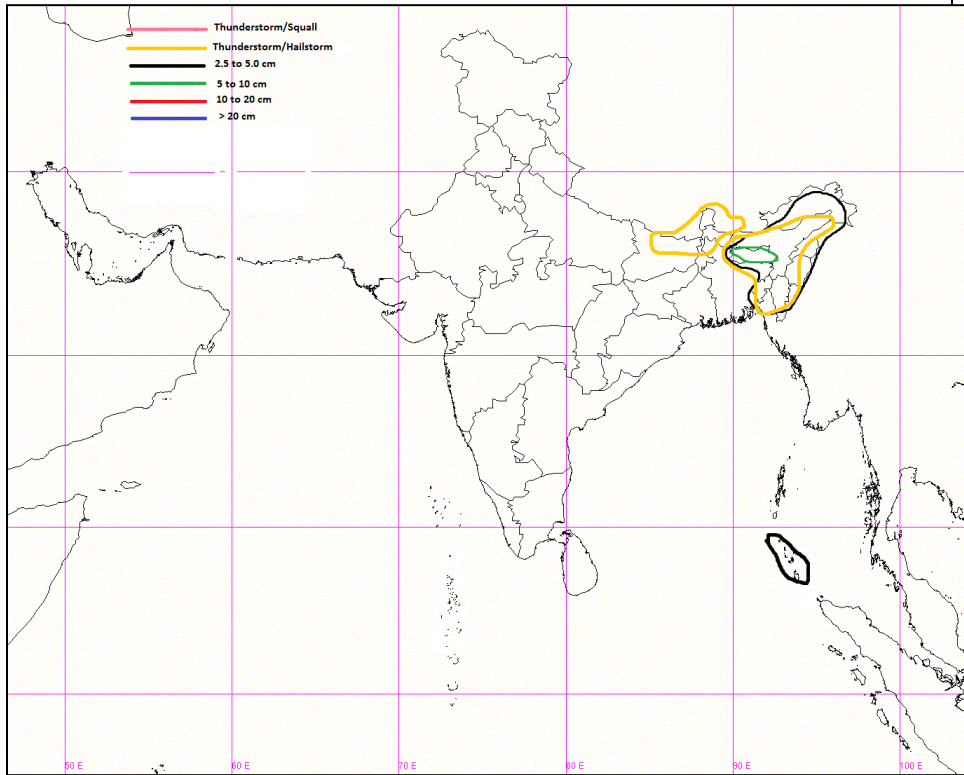 Thunderstorm/Squall
Thunderstorm/Hailstorm
2.5 to 5.0 cm
5 to 10 cm
10 to 20 cm
> 20 cm
50 E 60 E 70 E 80 E 90 E 100 E